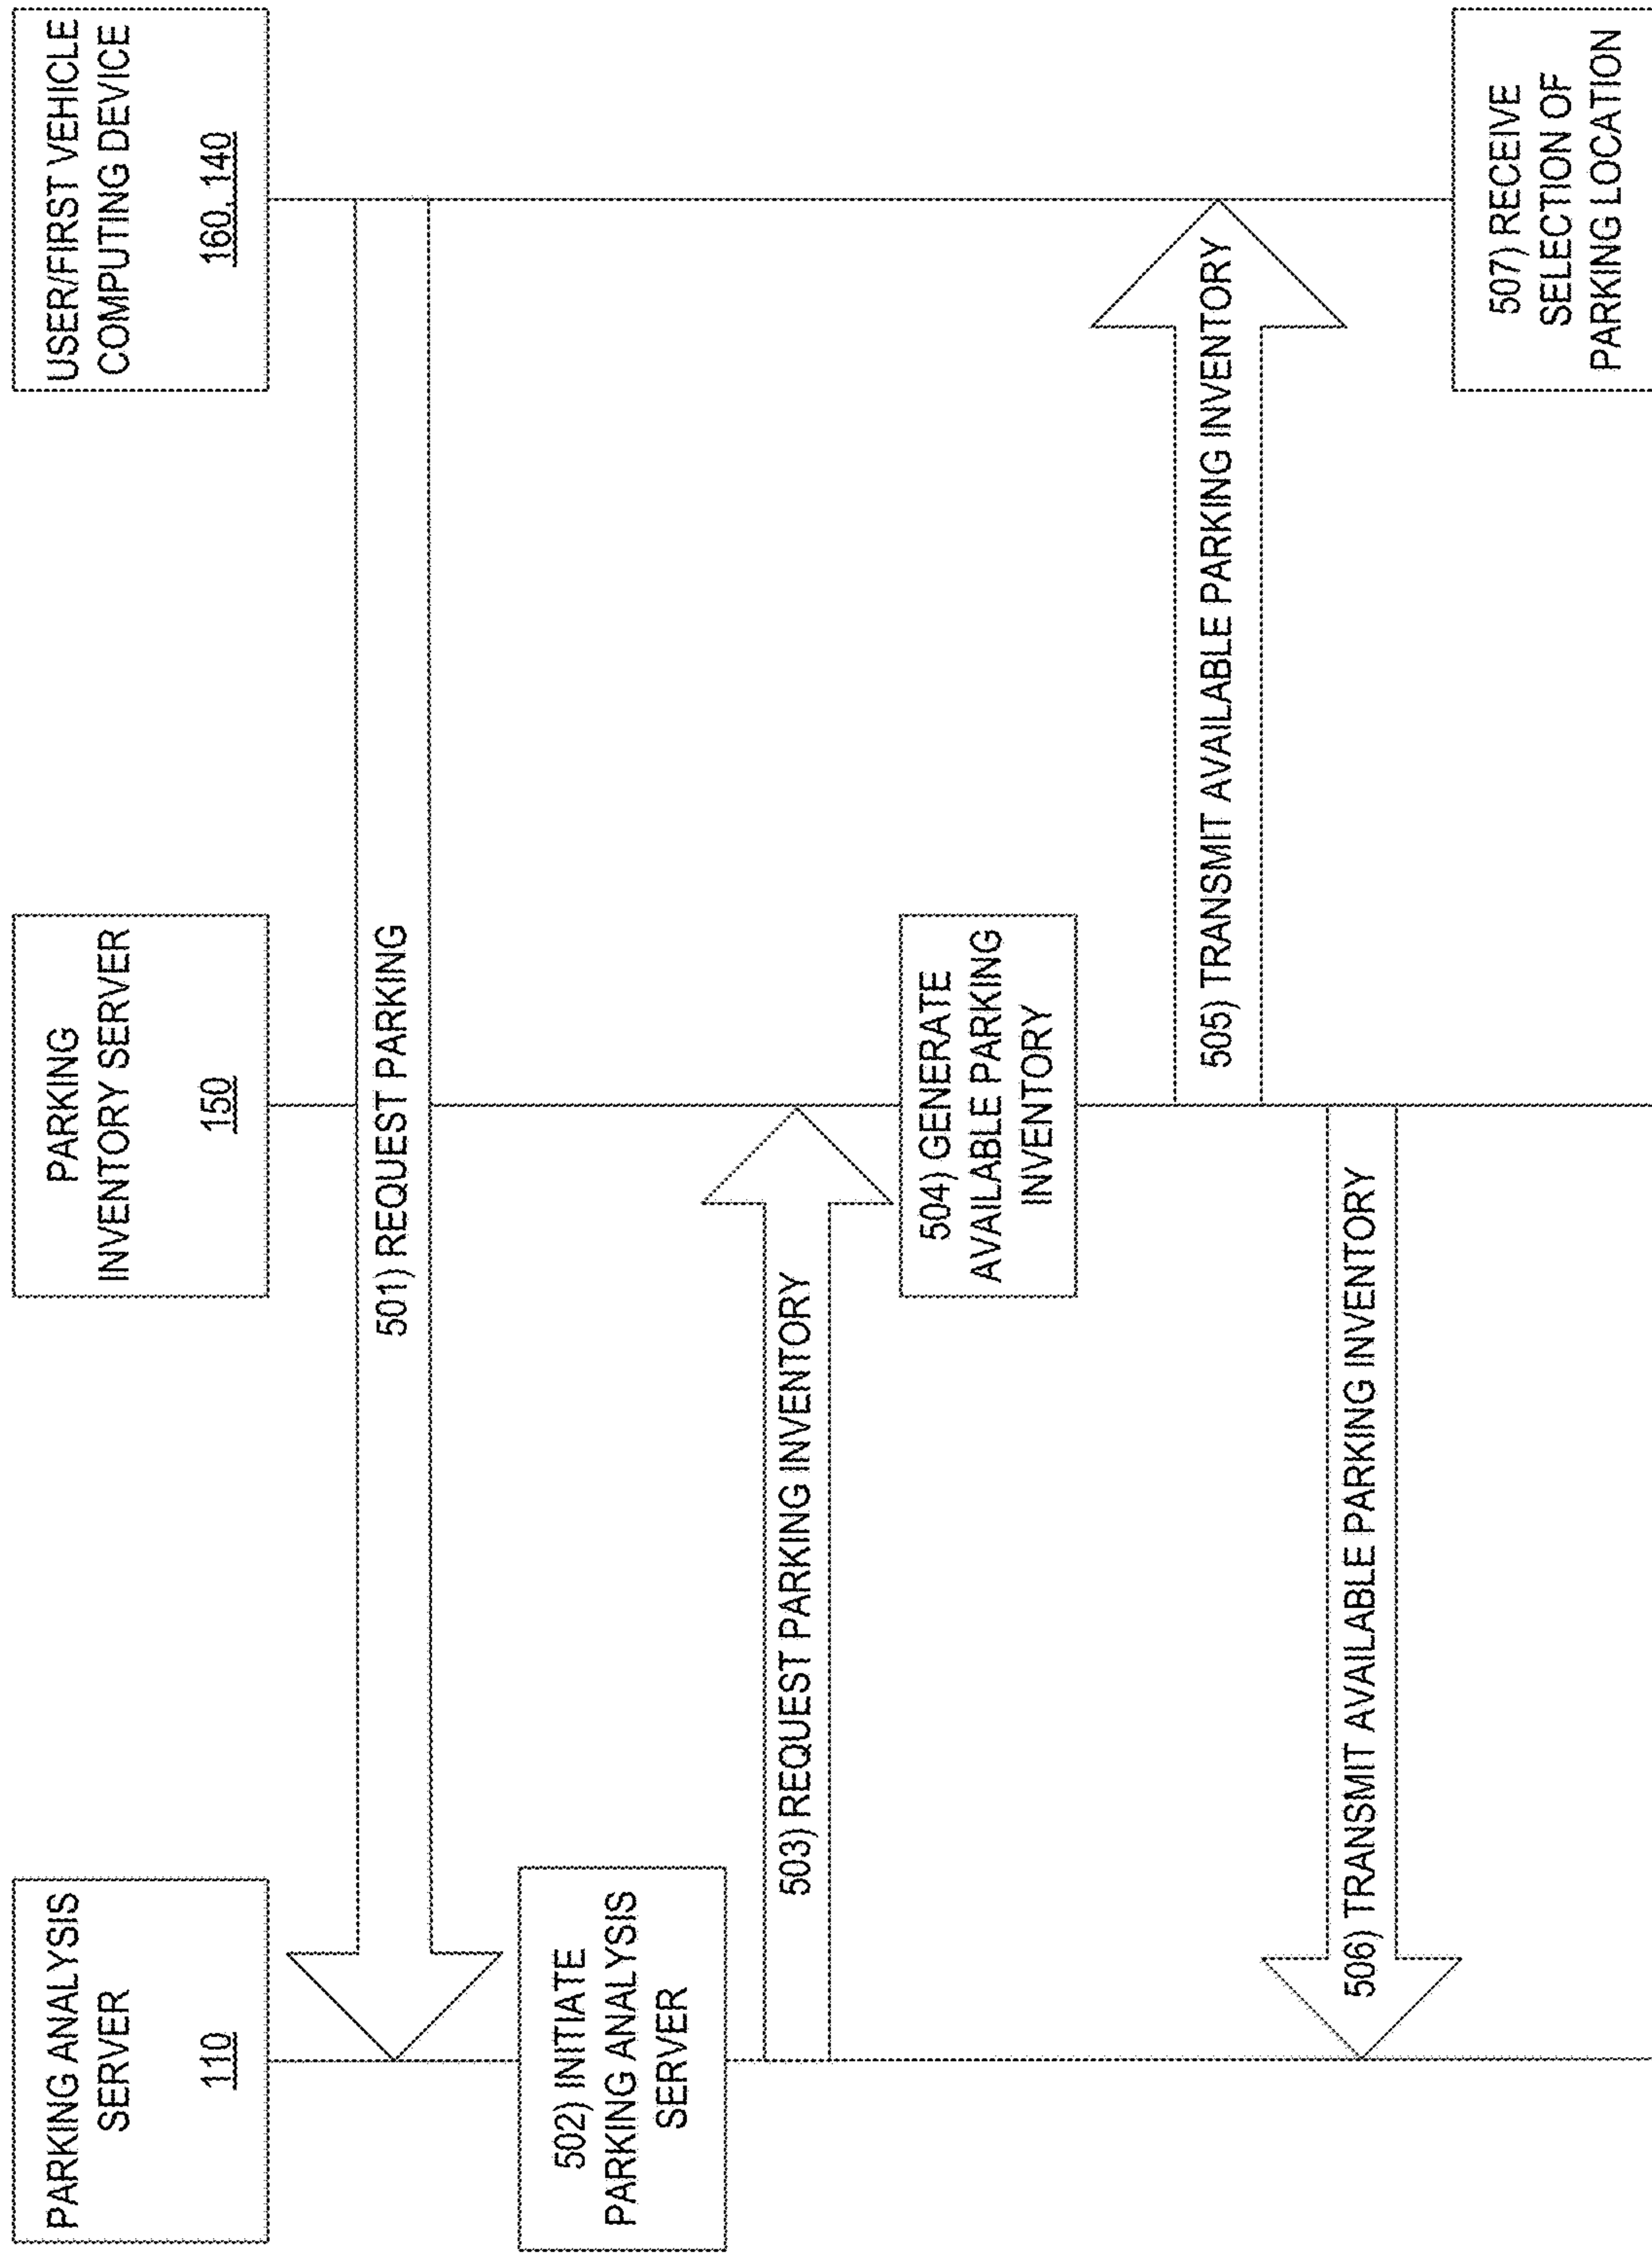 PARKING ANALYSIS
SERVER
110
PARKING
INVENTORY SERVER
150
USER/FIRST VEHICLE
COMPUTING DEVICE
160, 140
501) REQUEST PARKING
502) INITIATE
PARKING ANALYSIS
SERVER
503) REQUEST PARKING INVENTORY
504) GENERATE
AVAILABLE PARKING
INVENTORY
505) TRANSMIT AVAILABLE PARKING INVENTORY
506) TRANSMIT AVAILABLE PARKING INVENTORY
507) RECEIVE
SELECTION OF
PARKING LOCATION